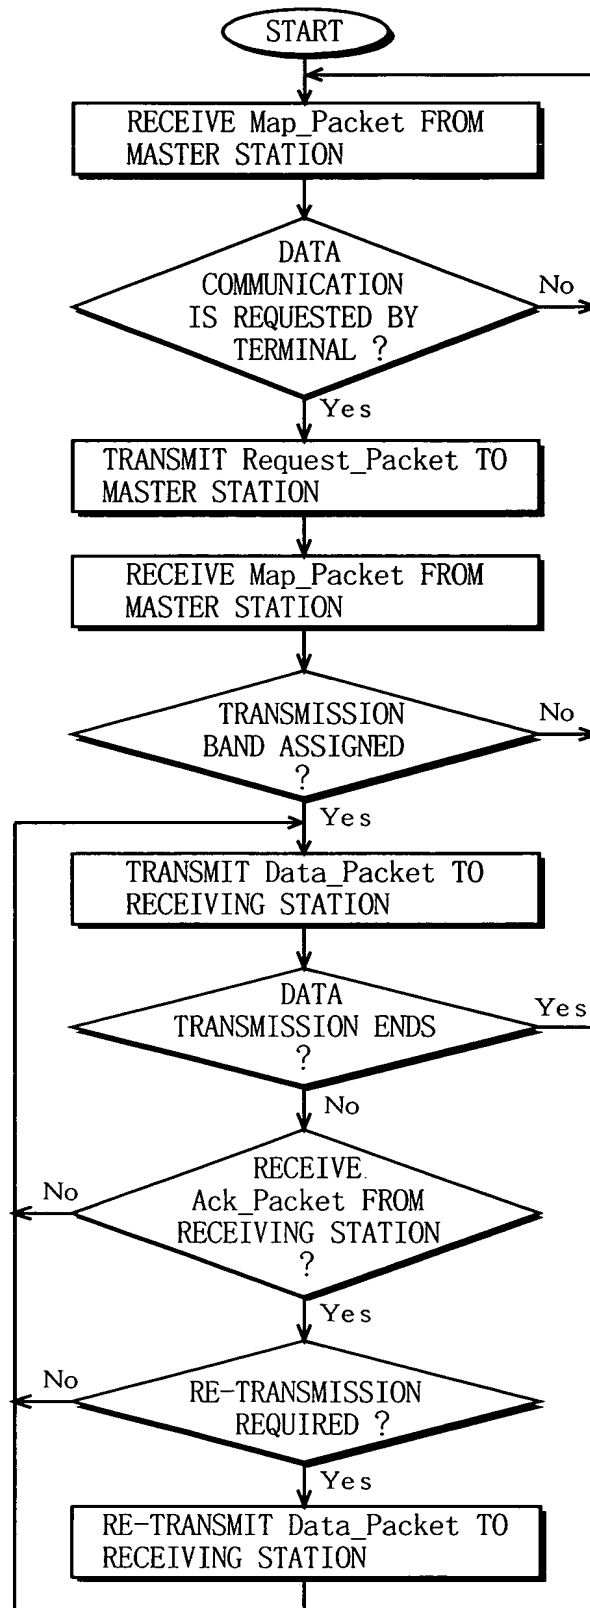 START
RECEIVE Map_Packet FROM
MASTER STATION
DATA
COMMUNICATION
IS REQUESTED BY
TERMINAL ?
No
Yes
TRANSMIT Request_Packet TO
MASTER STATION
RECEIVE Map_Packet FROM
MASTER STATION
TRANSMISSION
BAND ASSIGNED
?
No
Yes
TRANSMIT Data_Packet TO
RECEIVING STATION
DATA
TRANSMISSION ENDS
?
Yes
No
RECEIVE
Ack_Packet FROM
RECEIVING STATION
?
No
Yes
RE-TRANSMISSION
REQUIRED ?
No
Yes
RE-TRANSMIT Data_Packet TO
RECEIVING STATION